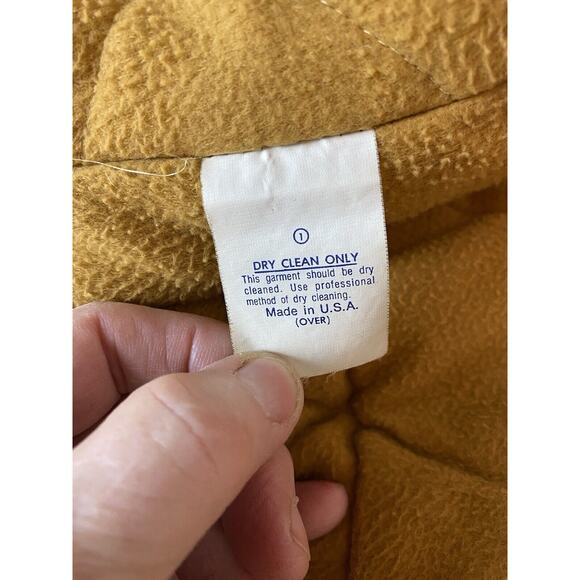 ①
DRY CLEAN ONLY
This garment should be dry
cleaned. Use professional
method of dry cleaning.
Made in U.S.A.
(OVER)